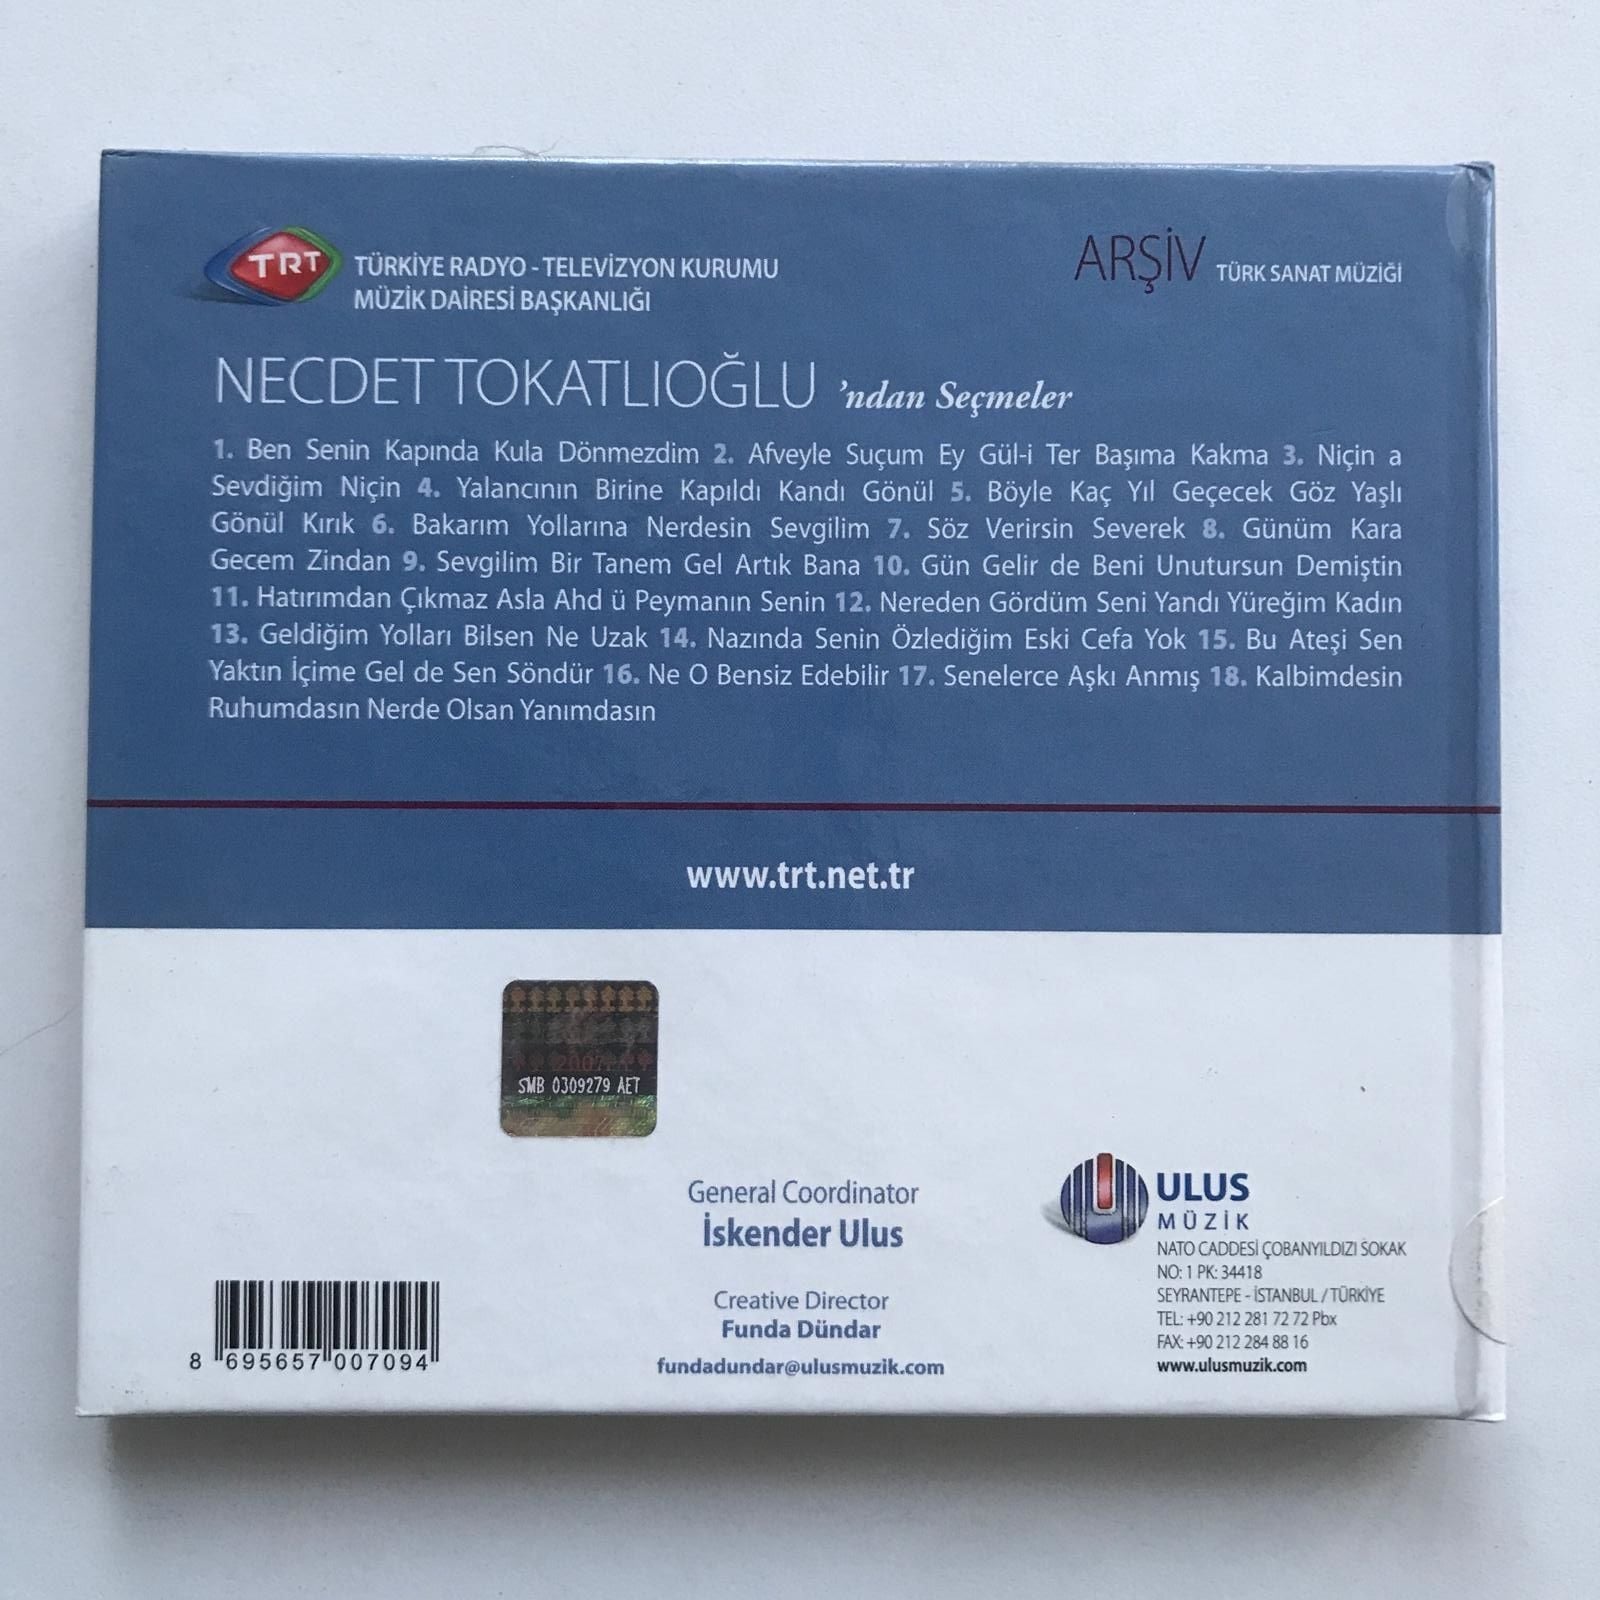 TRT
TÜRKİYE RADYO - TELEVİZYON KURUMU
MÜZİK DAİRESİ BAŞKANLIĞI
ARŞİV TÜRK SANAT MÜZİĞİ
NECDET TOKATLIOĞLU 'ndan Seçmeler
1. Ben Senin Kapında Kula Dönmezdim 2. Afveyle Suçum Ey Gül-i Ter Başıma Kakma 3. Niçin a
Sevdiğim Niçin 4. Yalancının Birine Kapıldı Kandı Gönül 5. Böyle Kaç Yıl Geçecek Göz Yaşlı
Gönül Kırık 6. Bakarım Yollarına Nerdesin Sevgilim 7. Söz Verirsin Severek 8. Günüm Kara
Gecem Zindan 9. Sevgilim Bir Tanem Gel Artık Bana 10. Gün Gelir de Beni Unutursun Demiştin
11. Hatırımdan Çıkmaz Asla Ahd ü Peymanın Senin 12. Nereden Gördüm Seni Yandı Yüreğim Kadın
13. Geldiğim Yolları Bilsen Ne Uzak 14. Nazında Senin Özlediğim Eski Cefa Yok 15. Bu Ateşi Sen
Yaktın İçime Gel de Sen Söndür 16. Ne O Bensiz Edebilir 17. Senelerce Aşkı Anmış 18. Kalbimdesin
Ruhumdasın Nerde Olsan Yanımdasın
www.trt.net.tr
2007
SMB 0309279 AET
General Coordinator
İskender Ulus
Creative Director
Funda Dündar
fundadundar@ulusmuzik.com
ULUS
MÜZİK
NATO CADDESİ ÇOBANYILDIZI SOKAK
NO: 1 PK: 34418
SEYRANTEPE - İSTANBUL / TÜRKİYE
TEL: +90 212 281 72 72 Pbx
FAX: +90 212 284 88 16
www.ulusmuzik.com
8 695657 007094